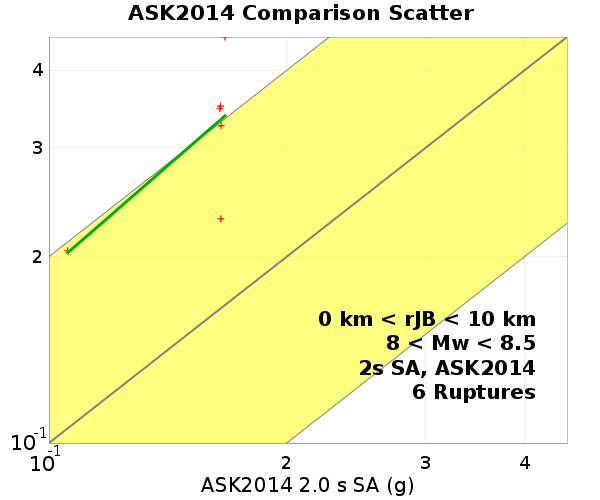 ASK2014 Comparison Scatter
4
3
2
10-1
10-1
2
3
4
0 km < rJB < 10 km
8 < Mw < 8.5
2s SA, ASK2014
6 Ruptures
ASK2014 2.0 s SA (g)